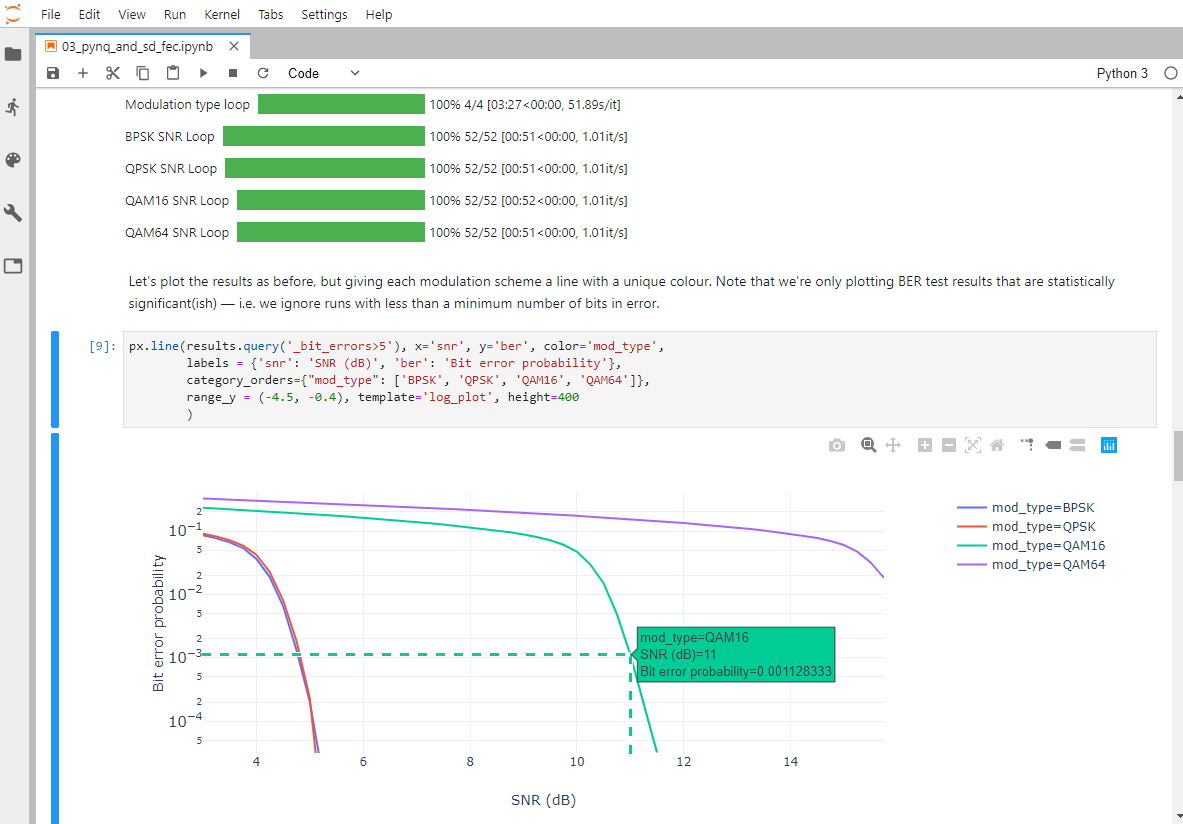 File Edit View Run Kernel Tabs Settings Help
03_pynq_and_sd_fec.ipynb
Code
Python 3
Modulation type loop 100% 4/4 [03:27<00:00, 51.89s/it]
BPSK SNR Loop 100% 52/52 [00:51<00:00, 1.01it/s]
QPSK SNR Loop 100% 52/52 [00:51<00:00, 1.01it/s]
QAM16 SNR Loop 100% 52/52 [00:52<00:00, 1.01it/s]
QAM64 SNR Loop 100% 52/52 [00:51<00:00, 1.01it/s]
Let's plot the results as before, but giving each modulation scheme a line with a unique colour. Note that we're only plotting BER test results that are statistically
significant(ish) — i.e. we ignore runs with less than a minimum number of bits in error.
[9]: px.line(results.query('_bit_errors>5'), x='snr', y='ber', color='mod_type',
labels = {'snr': 'SNR (dB)', 'ber': 'Bit error probability'},
category_orders={"mod_type": ['BPSK', 'QPSK', 'QAM16', 'QAM64']},
range_y = (-4.5, -0.4), template='log_plot', height=400
)
mod_type=BPSK
mod_type=QPSK
mod_type=QAM16
mod_type=QAM64
2
10−1
5
2
10−2
5
2
10−3
5
2
10−4
5
Bit error probability
mod_type=QAM16
SNR (dB)=11
Bit error probability=0.001128333
4 6 8 10 12 14
SNR (dB)